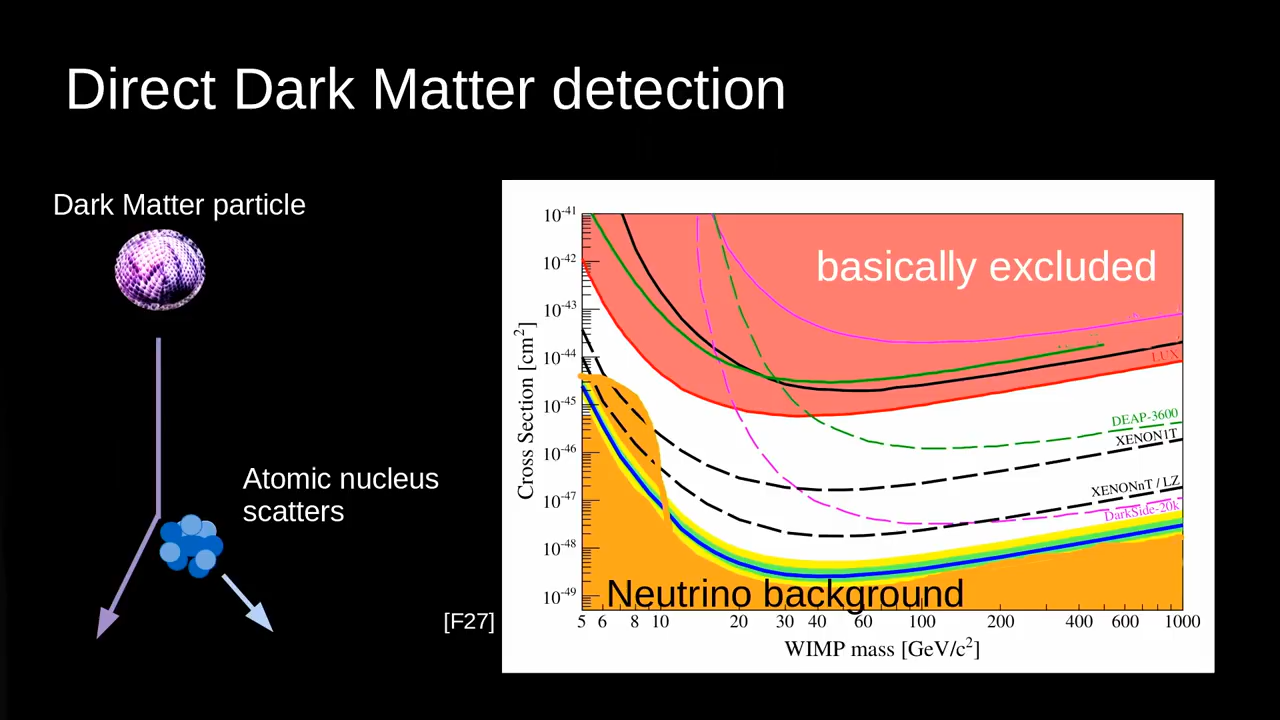 Direct Dark Matter detection
Dark Matter particle
Atomic nucleus
scatters
[F27]
Cross Section [cm²]
10⁻⁴¹
10⁻⁴²
10⁻⁴³
10⁻⁴⁴
10⁻⁴⁵
10⁻⁴⁶
10⁻⁴⁷
10⁻⁴⁸
10⁻⁴⁹
basically excluded
LUX
DEAP-3600
XENON1T
XENONnT / LZ
DarkSide-20k
Neutrino background
5 6 8 10 20 30 40 60 100 200 400 600 1000
WIMP mass [GeV/c²]